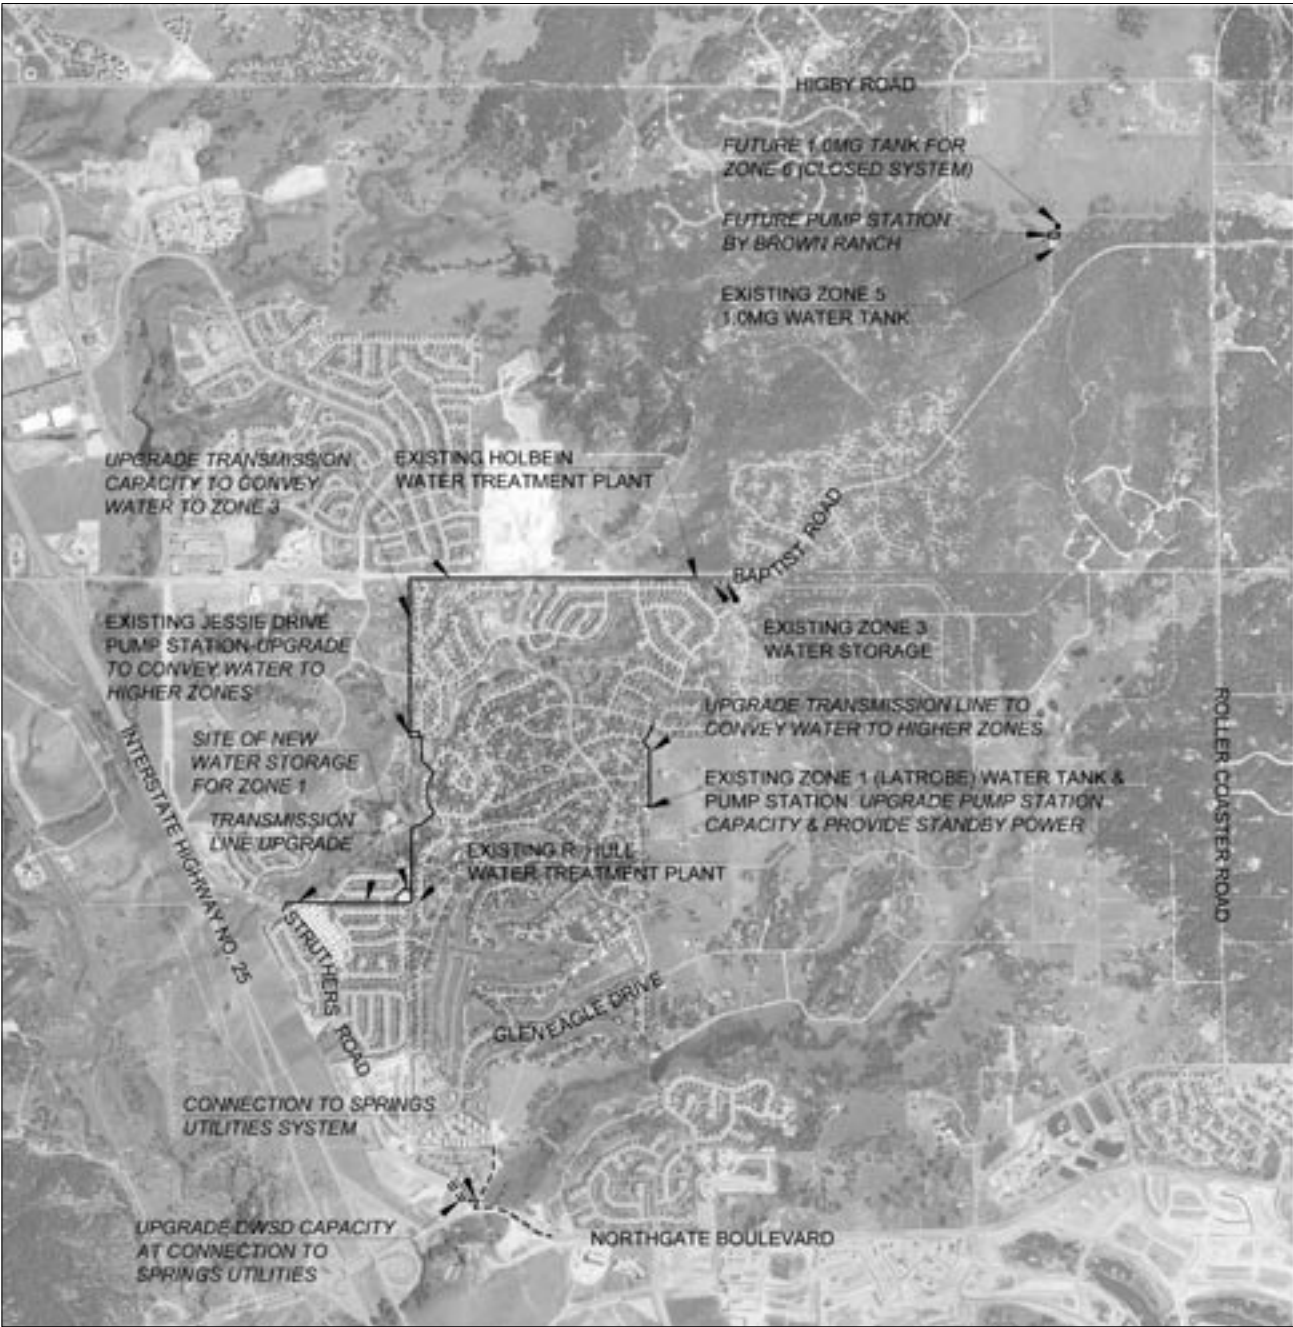 HIGBY ROAD
FUTURE 1.0MG TANK FOR
ZONE 6 (CLOSED SYSTEM)
FUTURE PUMP STATION
BY BROWN RANCH
EXISTING ZONE 5
1.0MG WATER TANK
UPGRADE TRANSMISSION
CAPACITY TO CONVEY
WATER TO ZONE 3
EXISTING HOLBEIN
WATER TREATMENT PLANT
BAPTIST ROAD
EXISTING JESSIE DRIVE
PUMP STATION-UPGRADE
TO CONVEY WATER TO
HIGHER ZONES
EXISTING ZONE 3
WATER STORAGE
UPGRADE TRANSMISSION LINE TO
CONVEY WATER TO HIGHER ZONES
SITE OF NEW
WATER STORAGE
FOR ZONE 1
INTERSTATE HIGHWAY NO. 25
ROLLER COASTER ROAD
EXISTING ZONE 1 (LATROBE) WATER TANK &
PUMP STATION UPGRADE PUMP STATION
CAPACITY & PROVIDE STANDBY POWER
TRANSMISSION
LINE UPGRADE
EXISTING R. HULL
WATER TREATMENT PLANT
STRUTHERS ROAD
GLENEAGLE DRIVE
CONNECTION TO SPRINGS
UTILITIES SYSTEM
UPGRADE DWSD CAPACITY
AT CONNECTION TO
SPRINGS UTILITIES
NORTHGATE BOULEVARD